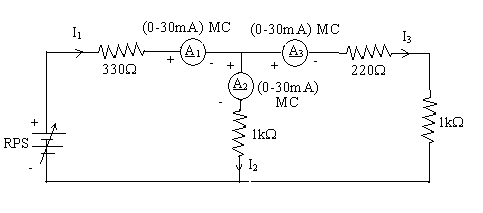 (0-30mA) MC
(0-30mA) MC
I1
I3
A1
A3
+ -
+
+ -
330Ω
220Ω
A2
(0-30mA)
MC
-
+
RPS
-
1kΩ
1kΩ
I2